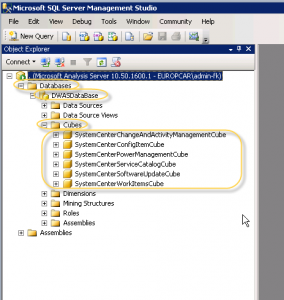 Microsoft SQL Server Management Studio
File Edit View Debug Tools Window Community Help
New Query
Object Explorer
Connect
. (Microsoft Analysis Server 10.50.1600.1 - EUROPCAR\admin-fk)
Databases
DWASDataBase
Data Sources
Data Source Views
Cubes
SystemCenterChangeAndActivityManagementCube
SystemCenterConfigItemCube
SystemCenterPowerManagementCube
SystemCenterServiceCatalogCube
SystemCenterSoftwareUpdateCube
SystemCenterWorkItemsCube
Dimensions
Mining Structures
Roles
Assemblies
Assemblies